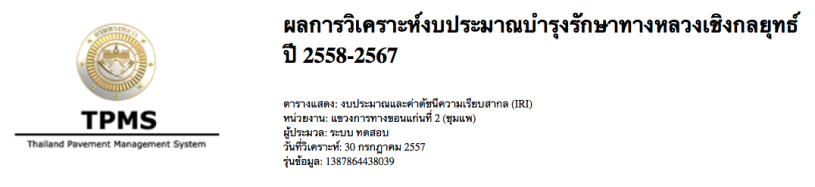 ผลการวิเคราะห์งบประมาณบำรุงรักษาทางหลวงเชิงกลยุทธ์
ปี 2558-2567
ตารางแสดง: งบประมาณและค่าดัชนีความเรียบสากล (IRI)
หน่วยงาน: แขวงการทางขอนแก่นที่ 2 (ชุมแพ)
ผู้ประมวล: ระบบ ทดสอบ
วันที่วิเคราะห์: 30 กรกฎาคม 2557
รุ่นข้อมูล: 1387864438039
TPMS
Thailand Pavement Management System